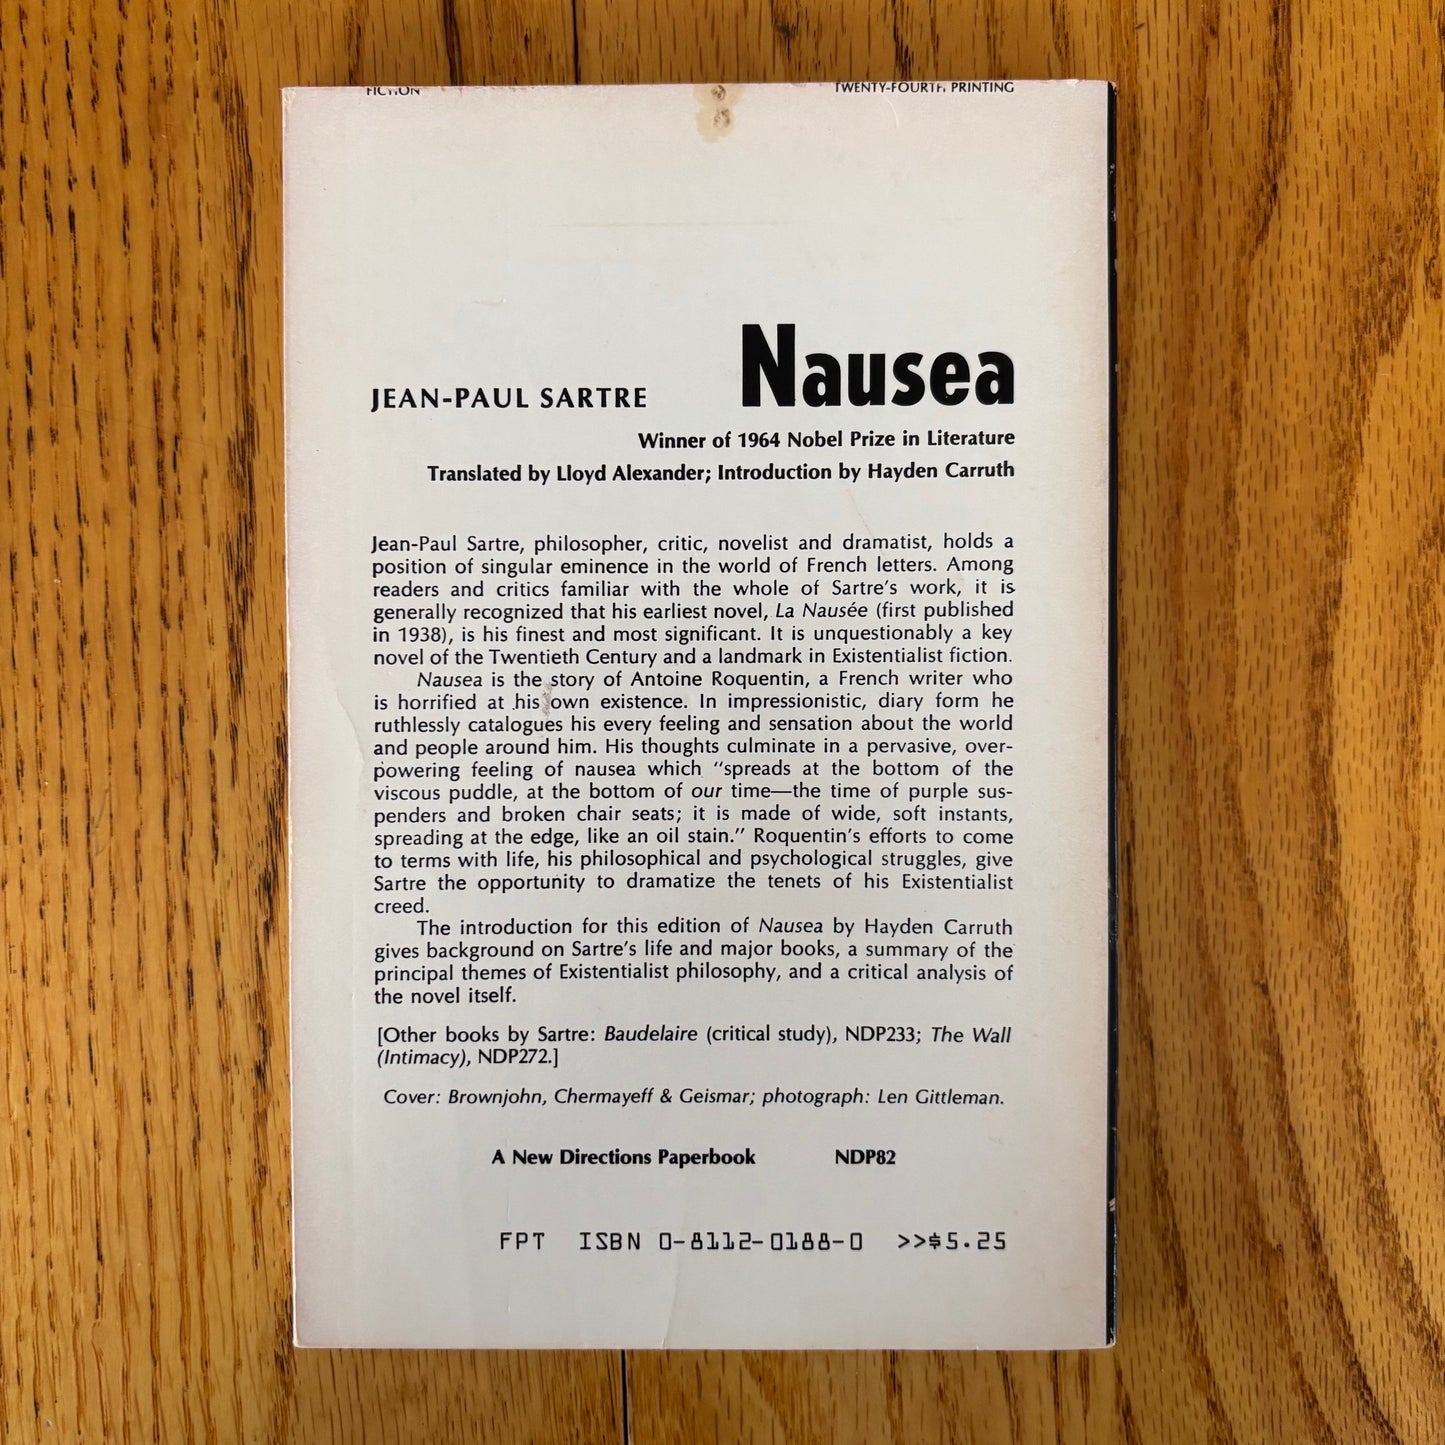 FICTION
TWENTY-FOURTH PRINTING
Nausea
JEAN-PAUL SARTRE
Winner of 1964 Nobel Prize in Literature
Translated by Lloyd Alexander; Introduction by Hayden Carruth
Jean-Paul Sartre, philosopher, critic, novelist and dramatist, holds a
position of singular eminence in the world of French letters. Among
readers and critics familiar with the whole of Sartre's work, it is
generally recognized that his earliest novel, La Nausée (first published
in 1938), is his finest and most significant. It is unquestionably a key
novel of the Twentieth Century and a landmark in Existentialist fiction.
Nausea is the story of Antoine Roquentin, a French writer who
is horrified at his own existence. In impressionistic, diary form he
ruthlessly catalogues his every feeling and sensation about the world
and people around him. His thoughts culminate in a pervasive, over-
powering feeling of nausea which "spreads at the bottom of the
viscous puddle, at the bottom of our time—the time of purple sus-
penders and broken chair seats; it is made of wide, soft instants,
spreading at the edge, like an oil stain." Roquentin's efforts to come
to terms with life, his philosophical and psychological struggles, give
Sartre the opportunity to dramatize the tenets of his Existentialist
creed.
The introduction for this edition of Nausea by Hayden Carruth
gives background on Sartre's life and major books, a summary of the
principal themes of Existentialist philosophy, and a critical analysis of
the novel itself.
[Other books by Sartre: Baudelaire (critical study), NDP233; The Wall
(Intimacy), NDP272.]
Cover: Brownjohn, Chermayeff & Geismar; photograph: Len Gittleman.
A New Directions Paperbook NDP82
FPT ISBN 0-8112-0188-0 >>$5.25